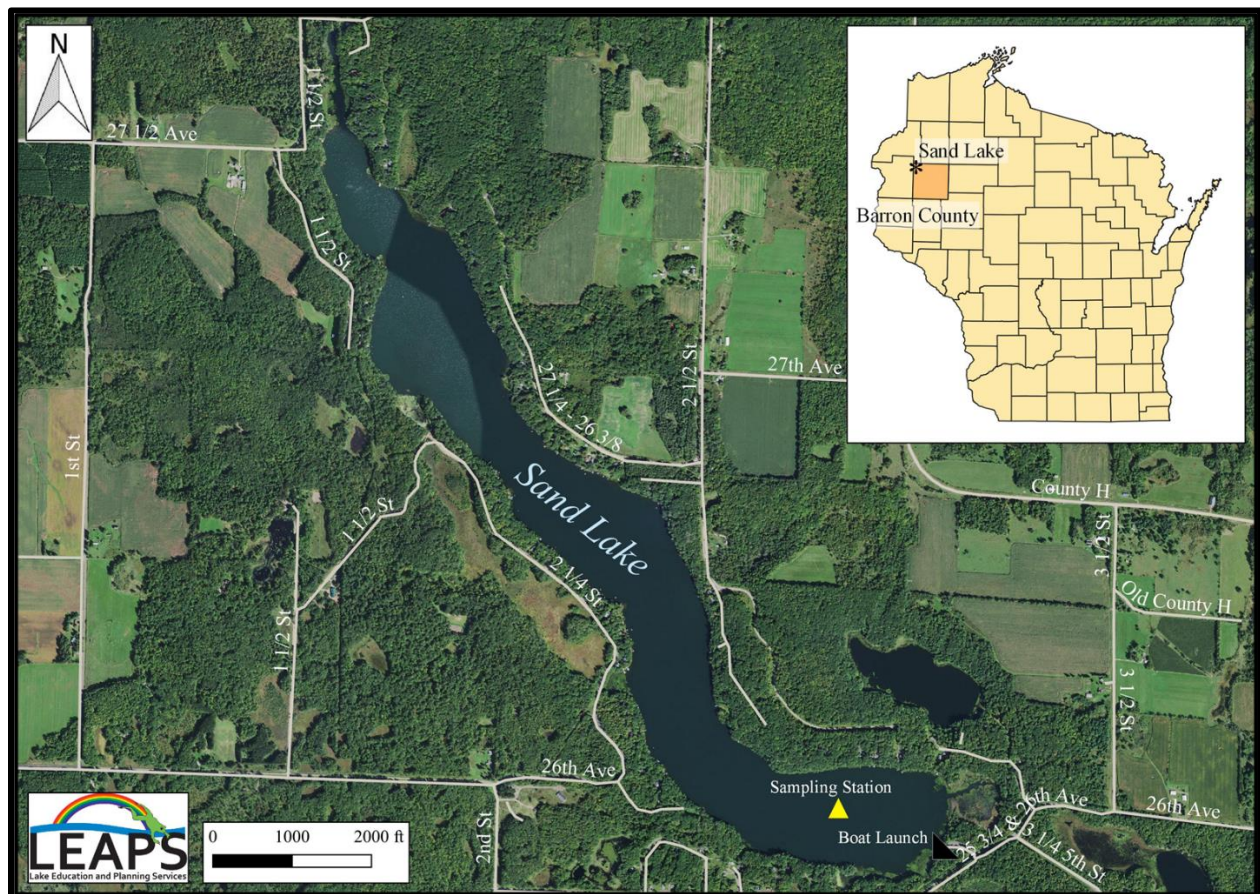 N
27 1/2 Ave
1 1/2 St
1 1/2 St
1st St
27 1/4 - 26 3/8
2 1/2 St
27th Ave
Sand Lake
Barron County
Sand Lake
County H
3 1/2 St
Old County H
3 1/2 St
1 1/2 St
1 1/2 St
2 1/4 St
26th Ave
2nd St
Sampling Station
Boat Launch
25 3/4 & 26th Ave
3 1/4 5th St
26th Ave
LEAPS
Lake Education and Planning Services
0 1000 2000 ft